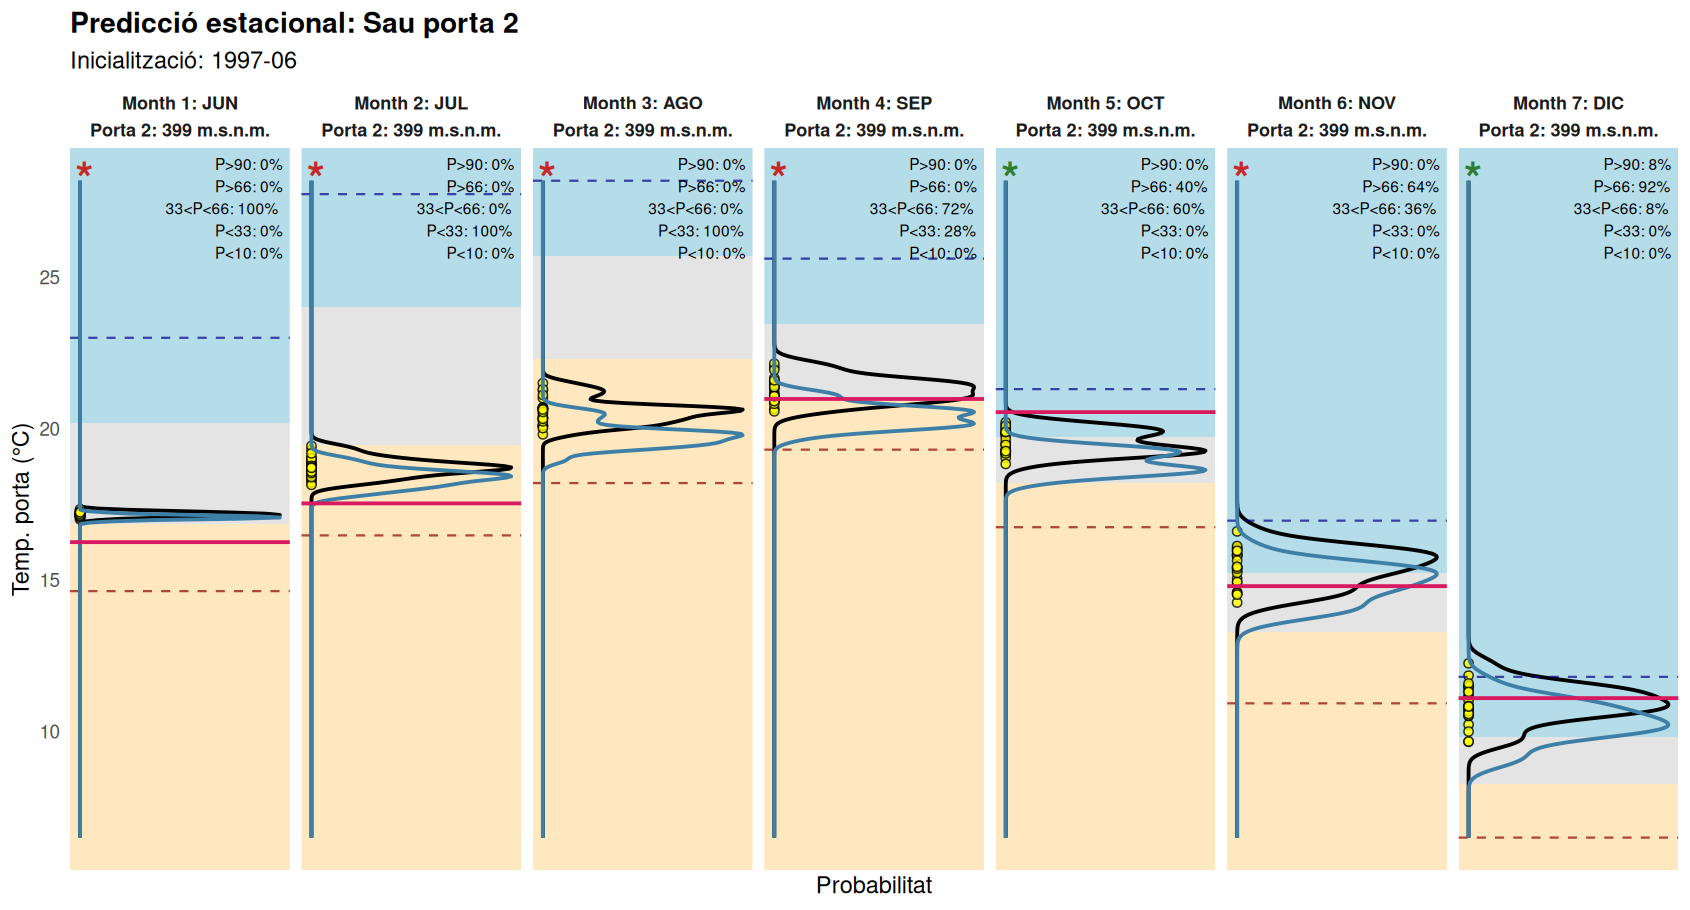 Predicció estacional: Sau porta 2
Inicialització: 1997-06
Month 1: JUN
Porta 2: 399 m.s.n.m.
Month 2: JUL
Porta 2: 399 m.s.n.m.
Month 3: AGO
Porta 2: 399 m.s.n.m.
Month 4: SEP
Porta 2: 399 m.s.n.m.
Month 5: OCT
Porta 2: 399 m.s.n.m.
Month 6: NOV
Porta 2: 399 m.s.n.m.
Month 7: DIC
Porta 2: 399 m.s.n.m.
*
P>90: 0%
P>66: 0%
33<P<66: 100%
P<33: 0%
P<10: 0%
*
P>90: 0%
P>66: 0%
33<P<66: 0%
P<33: 100%
P<10: 0%
*
P>90: 0%
P>66: 0%
33<P<66: 0%
P<33: 100%
P<10: 0%
*
P>90: 0%
P>66: 0%
33<P<66: 72%
P<33: 28%
P<10: 0%
*
P>90: 0%
P>66: 40%
33<P<66: 60%
P<33: 0%
P<10: 0%
*
P>90: 0%
P>66: 64%
33<P<66: 36%
P<33: 0%
P<10: 0%
*
P>90: 8%
P>66: 92%
33<P<66: 8%
P<33: 0%
P<10: 0%
Temp. porta (°C)
25
20
15
10
Probabilitat